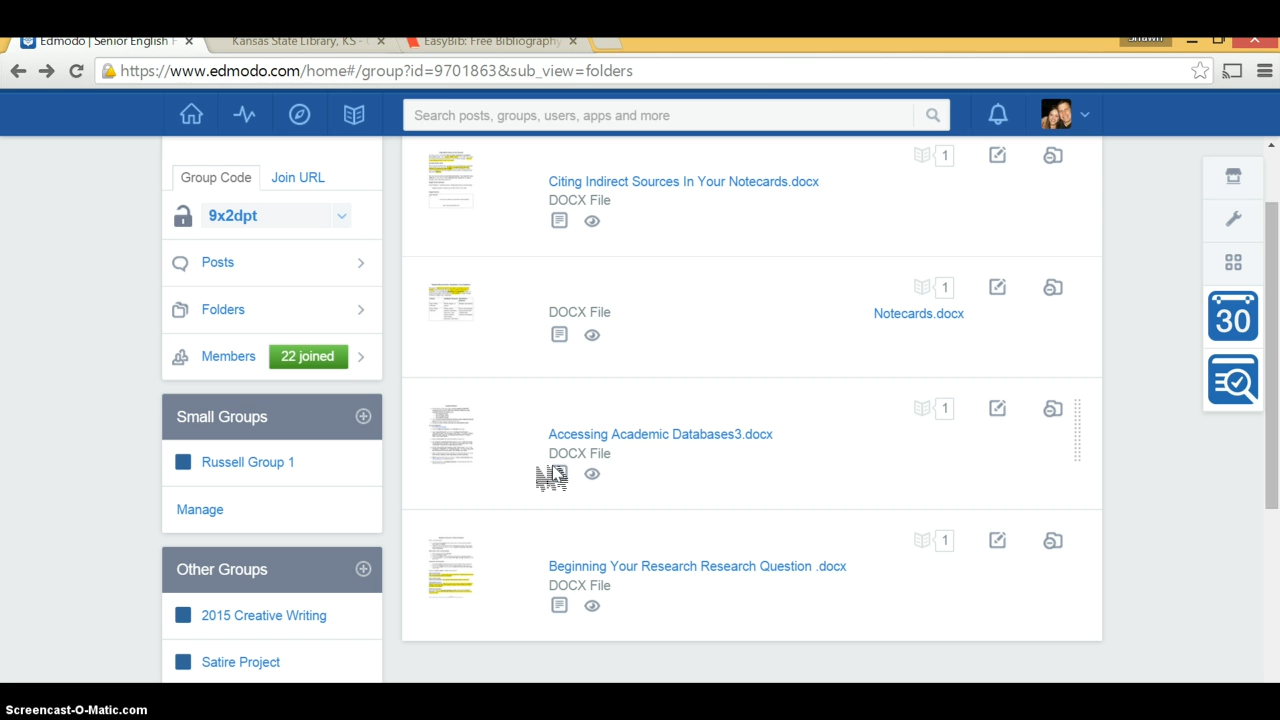 Edmodo | Senior English F
Kansas State Library, KS -
EasyBib: Free Bibliography
Shawn
https://www.edmodo.com/home#/group?id=9701863&sub_view=folders
Search posts, groups, users, apps and more
Group Code
Join URL
9x2dpt
Posts
Folders
Members
22 joined
Small Groups
Russell Group 1
Manage
Other Groups
2015 Creative Writing
Satire Project
1
Citing Indirect Sources In Your Notecards.docx
DOCX File
1
DOCX File
Notecards.docx
1
Accessing Academic Databases3.docx
DOCX File
1
Beginning Your Research Research Question .docx
DOCX File
30
Screencast-O-Matic.com